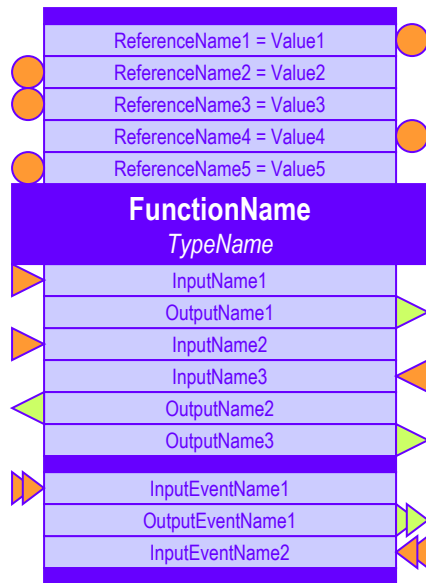 ReferenceName1 = Value1
ReferenceName2 = Value2
ReferenceName3 = Value3
ReferenceName4 = Value4
ReferenceName5 = Value5
FunctionName
TypeName
InputName1
OutputName1
InputName2
InputName3
OutputName2
OutputName3
InputEventName1
OutputEventName1
InputEventName2